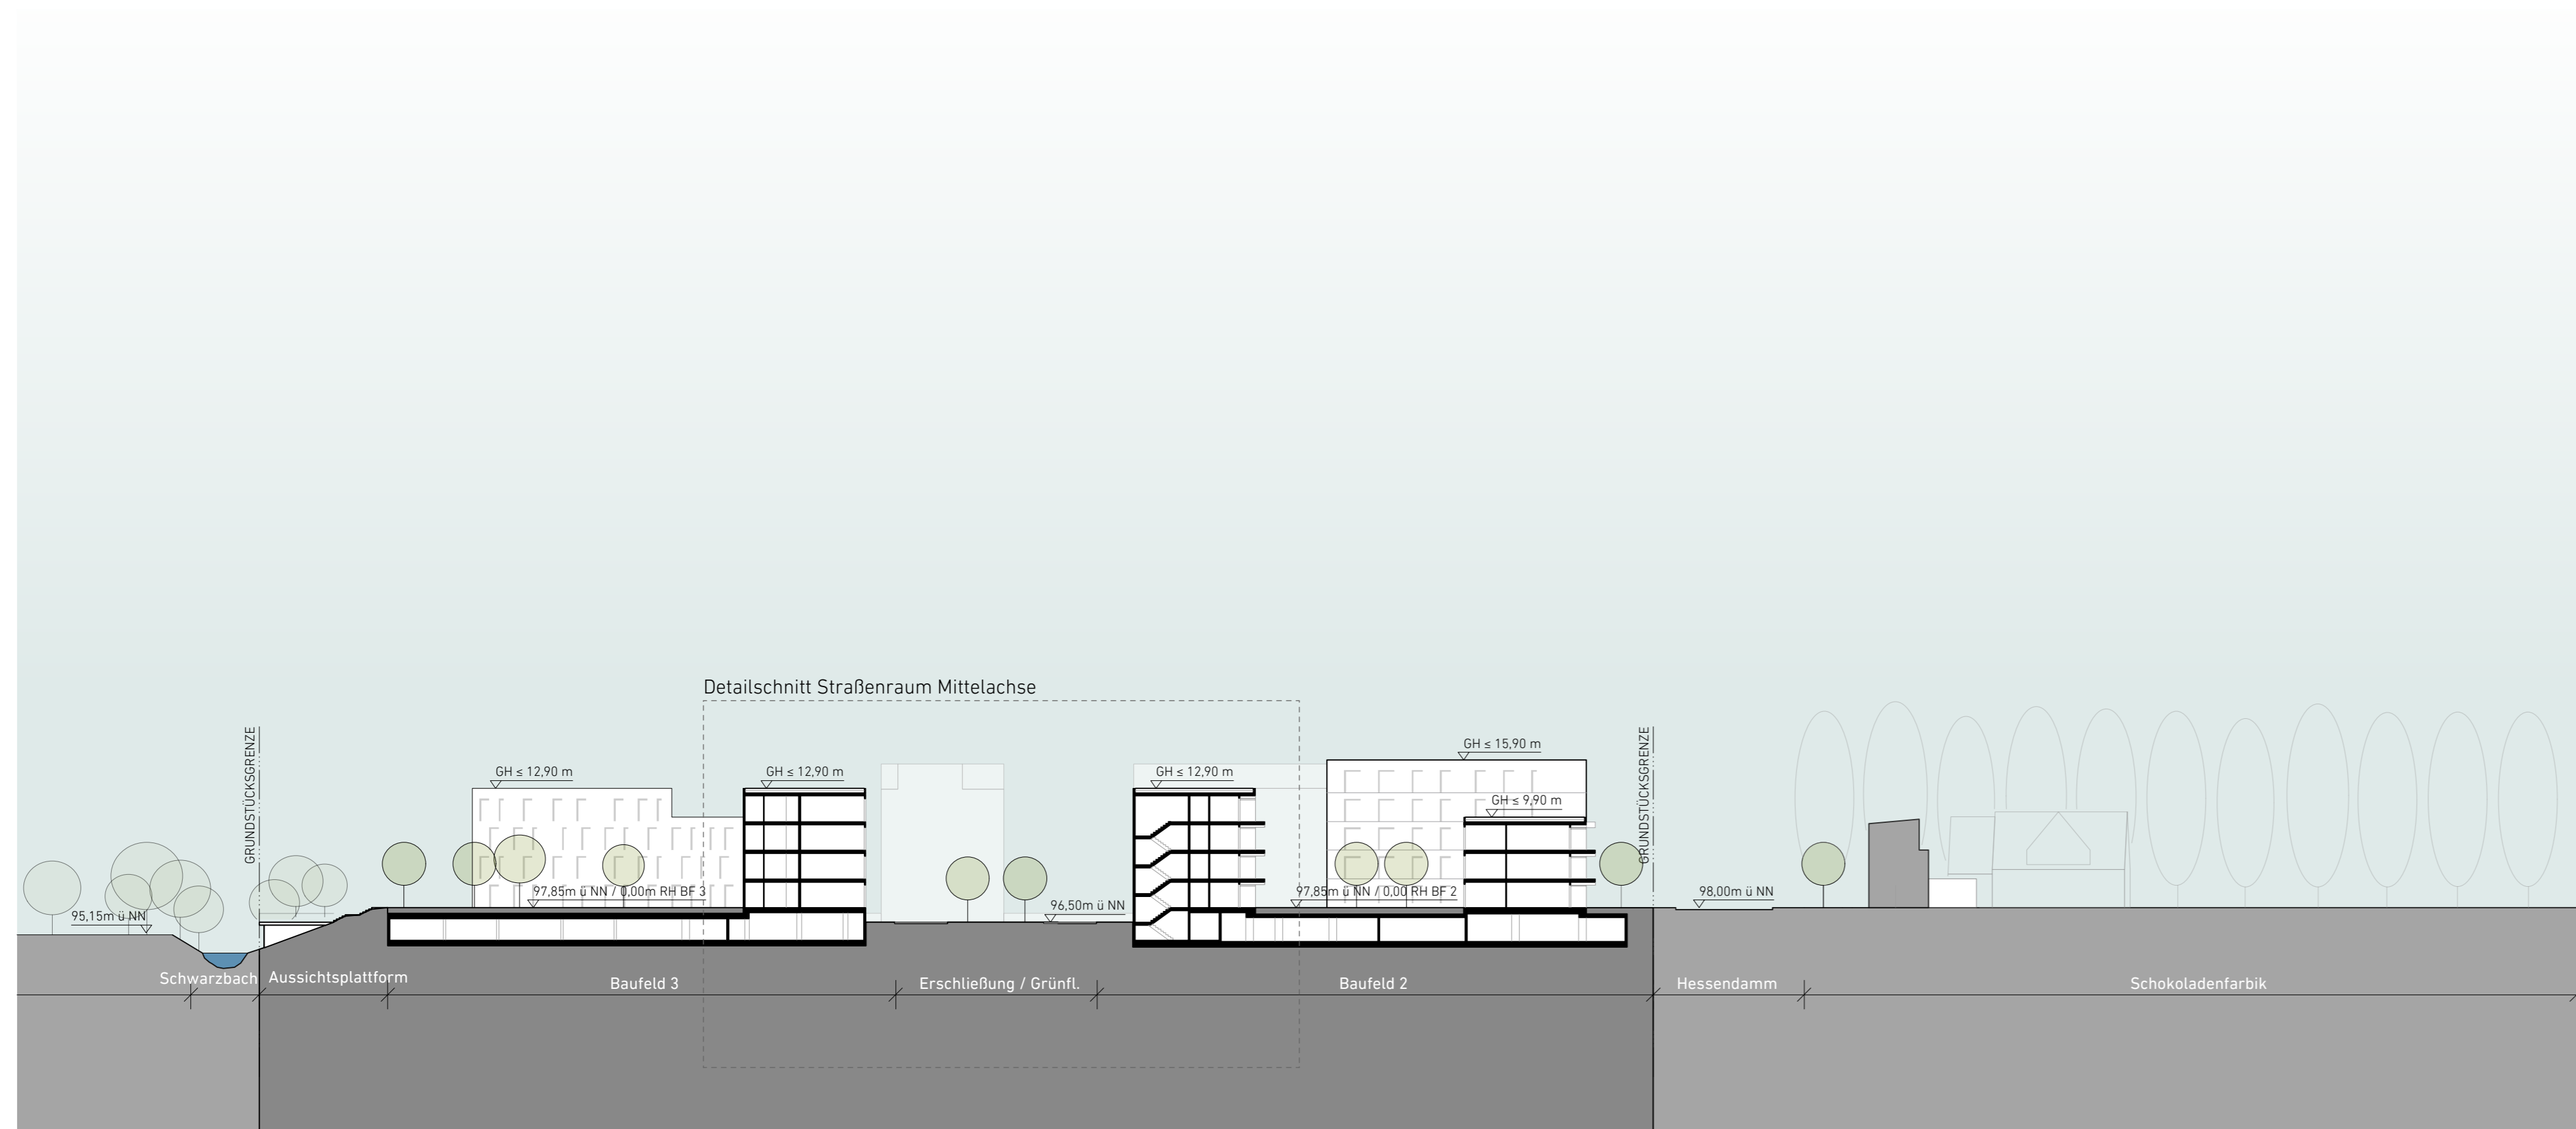 Detailschnitt Straßenraum Mittelachse
GRUNDSTÜCKSGRENZE
GRUNDSTÜCKSGRENZE
GH ≤ 15,90 m
GH ≤ 12,90 m
GH ≤ 12,90 m
GH ≤ 12,90 m
GH ≤ 9,90 m
97,85m ü NN / 0,00m RH BF 3
97,85m ü NN / 0,00 RH BF 2
98,00m ü NN
96,50m ü NN
95,15m ü NN
Schwarzbach
Aussichtsplattform
Baufeld 3
Erschließung / Grünfl.
Baufeld 2
Hessendamm
Schokoladenfarbik